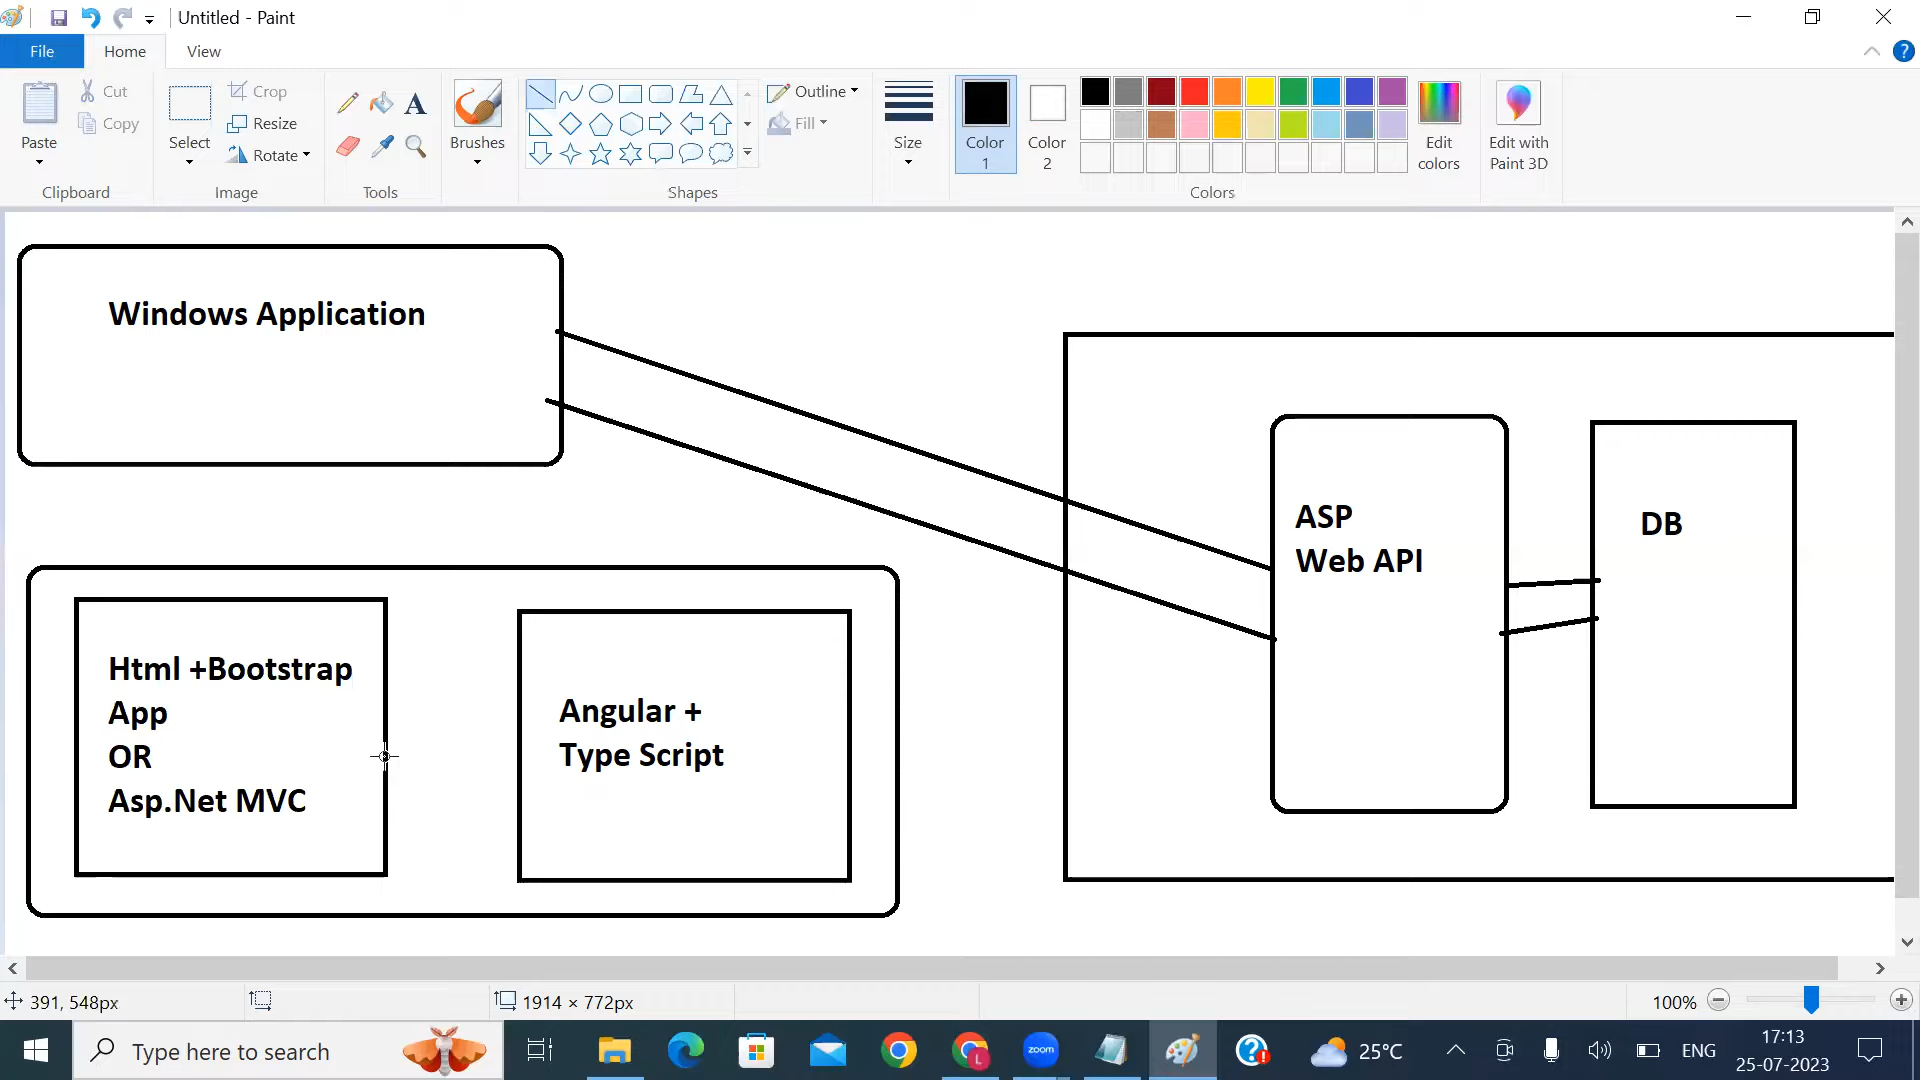 Untitled - Paint
File
Home
View
Paste
Cut
Copy
Clipboard
Select
Crop
Resize
Rotate
Image
A
Tools
Brushes
Shapes
Outline
Fill
Size
Color
1
Color
2
Edit
colors
Colors
Edit with
Paint 3D
Windows Application
Html +Bootstrap
App
OR
Asp.Net MVC
Angular +
Type Script
ASP
Web API
DB
391, 548px
1914 × 772px
100%
Type here to search
zoom
L
25°C
ENG
17:13
25-07-2023